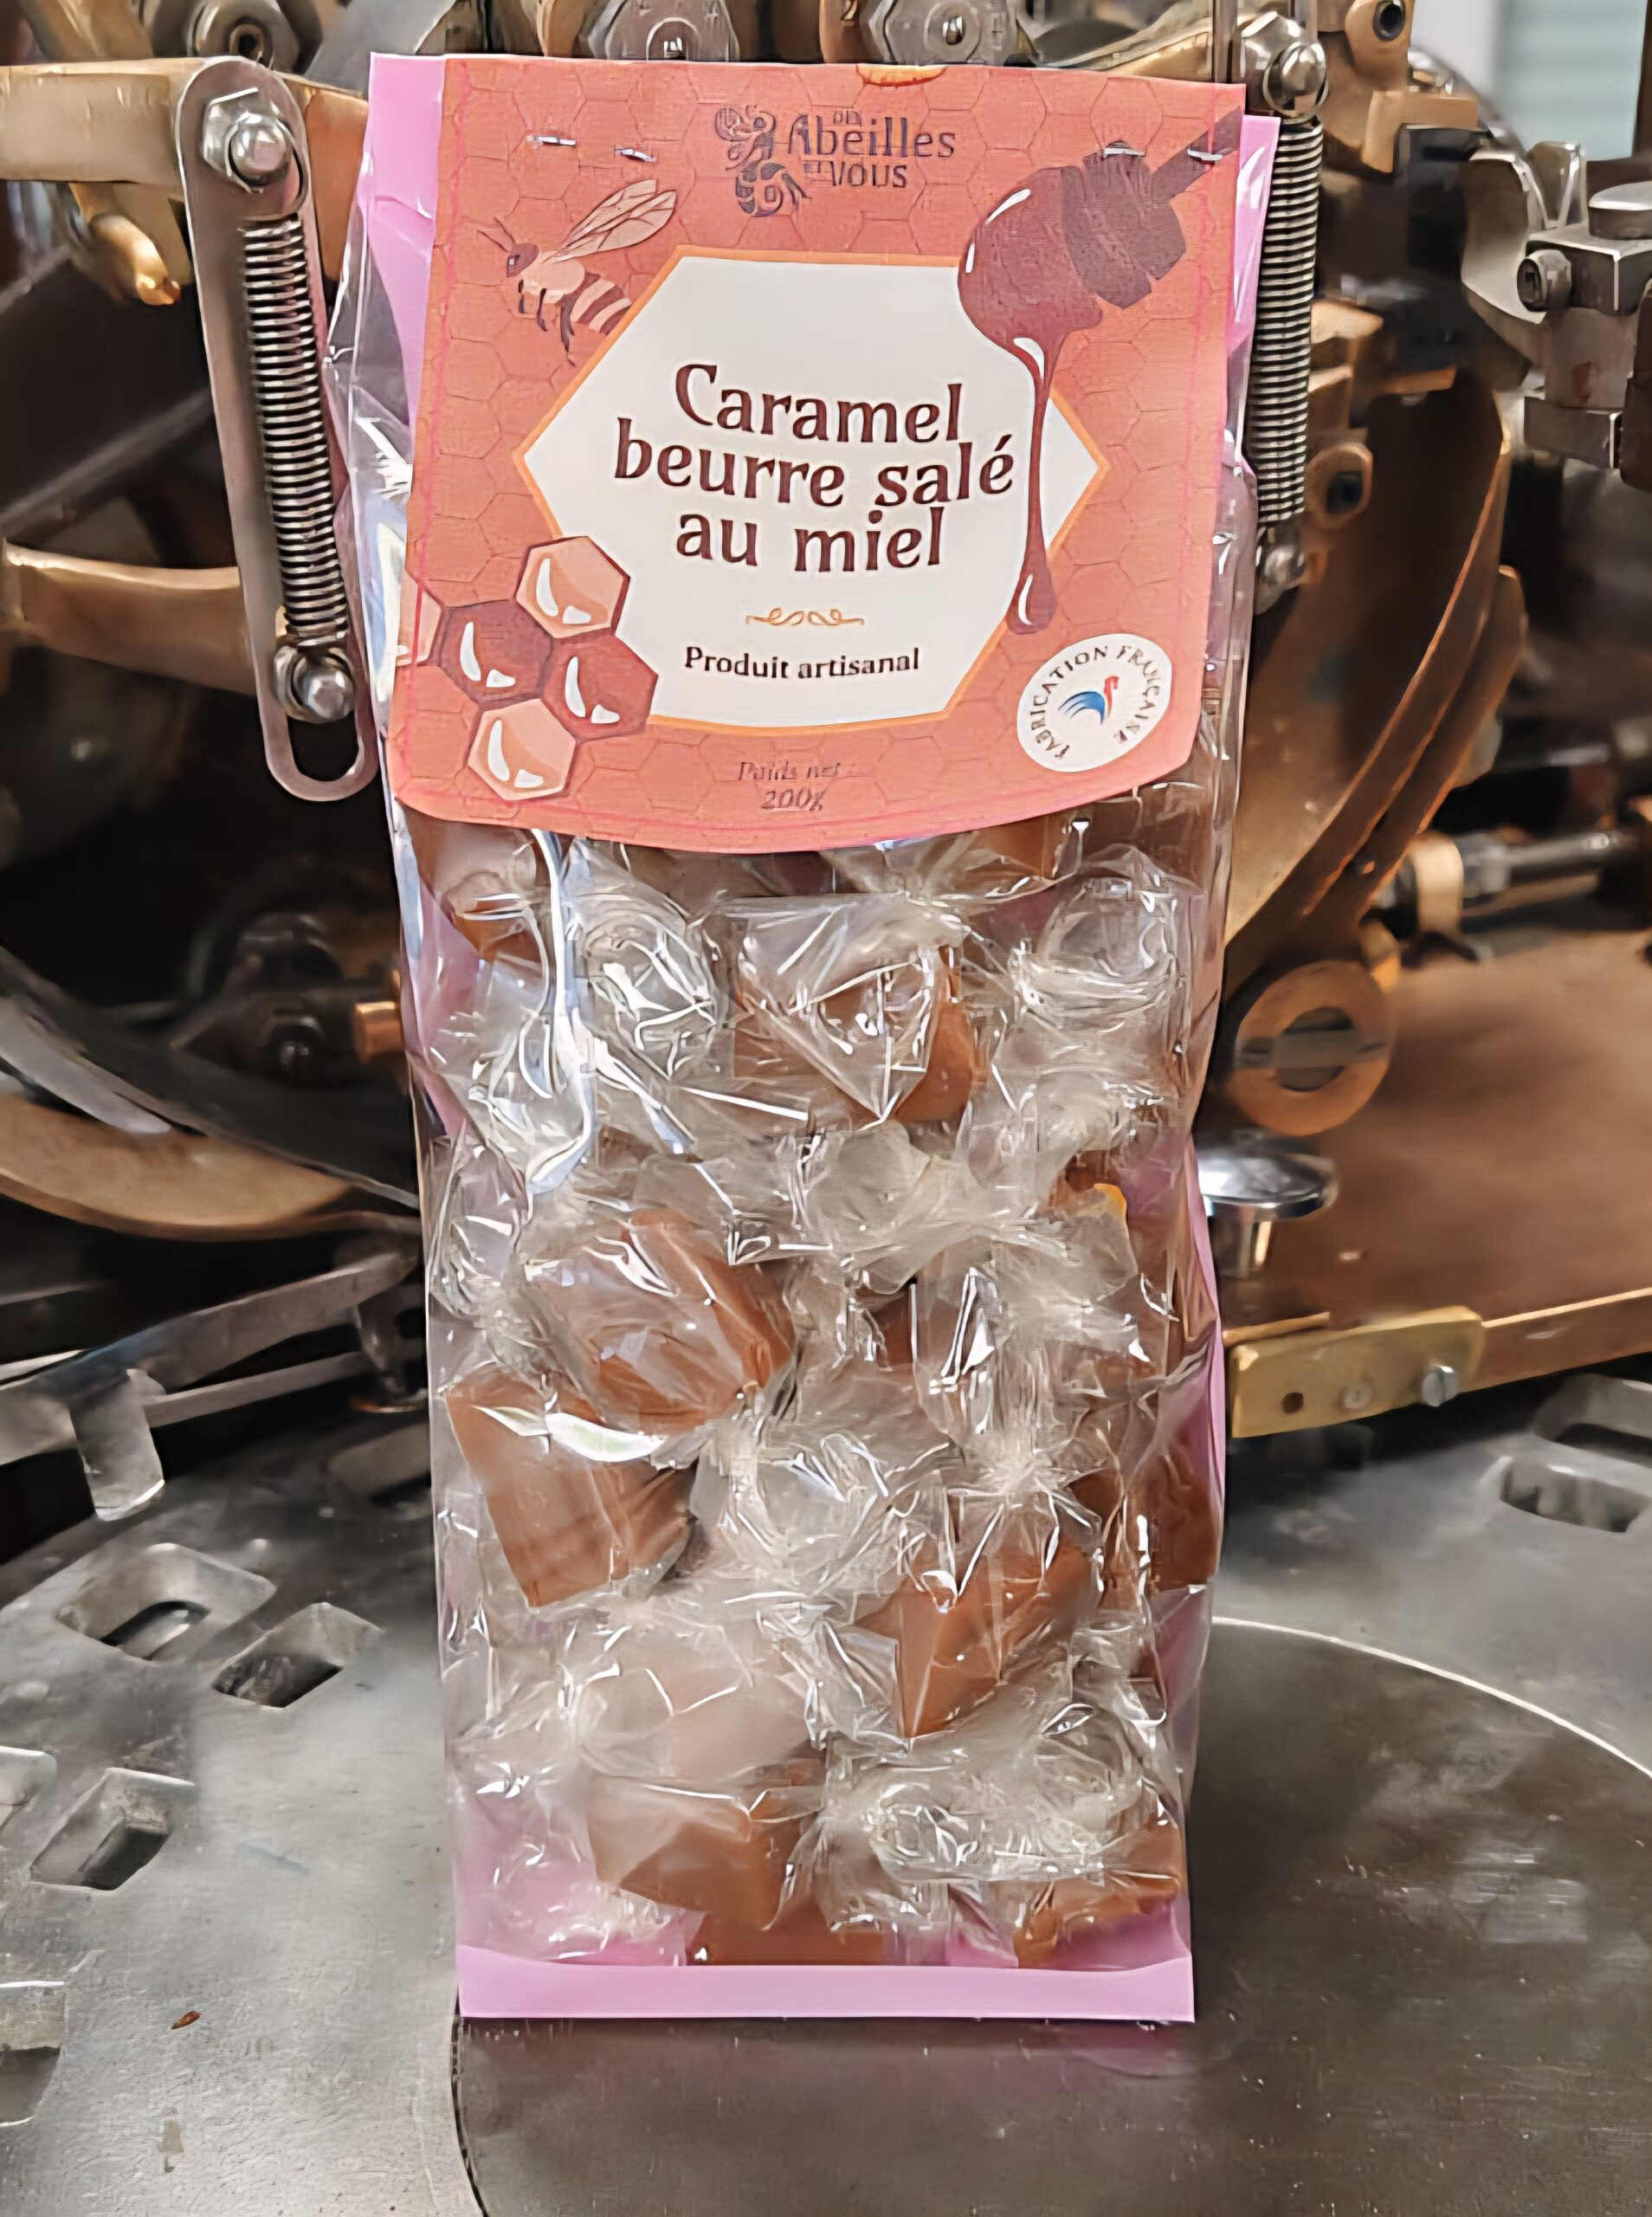 DES
Abeilles
ET VOUS
Caramel
beurre salé
au miel
Produit artisanal
FABRICATION FRANÇAISE
Poids net :
200g